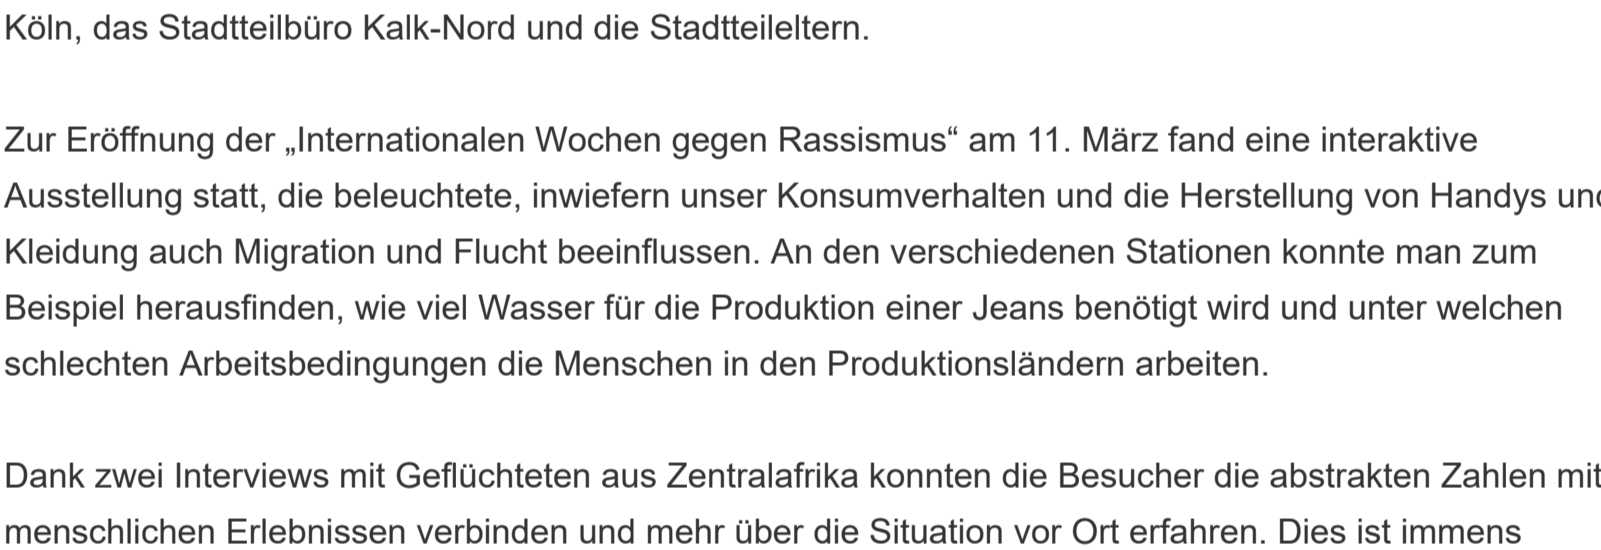 Köln, das Stadtteilbüro Kalk-Nord und die Stadtteileltern.
Zur Eröffnung der „Internationalen Wochen gegen Rassismus“ am 11. März fand eine interaktive
Ausstellung statt, die beleuchtete, inwiefern unser Konsumverhalten und die Herstellung von Handys und
Kleidung auch Migration und Flucht beeinflussen. An den verschiedenen Stationen konnte man zum
Beispiel herausfinden, wie viel Wasser für die Produktion einer Jeans benötigt wird und unter welchen
schlechten Arbeitsbedingungen die Menschen in den Produktionsländern arbeiten.
Dank zwei Interviews mit Geflüchteten aus Zentralafrika konnten die Besucher die abstrakten Zahlen mit
menschlichen Erlebnissen verbinden und mehr über die Situation vor Ort erfahren. Dies ist immens